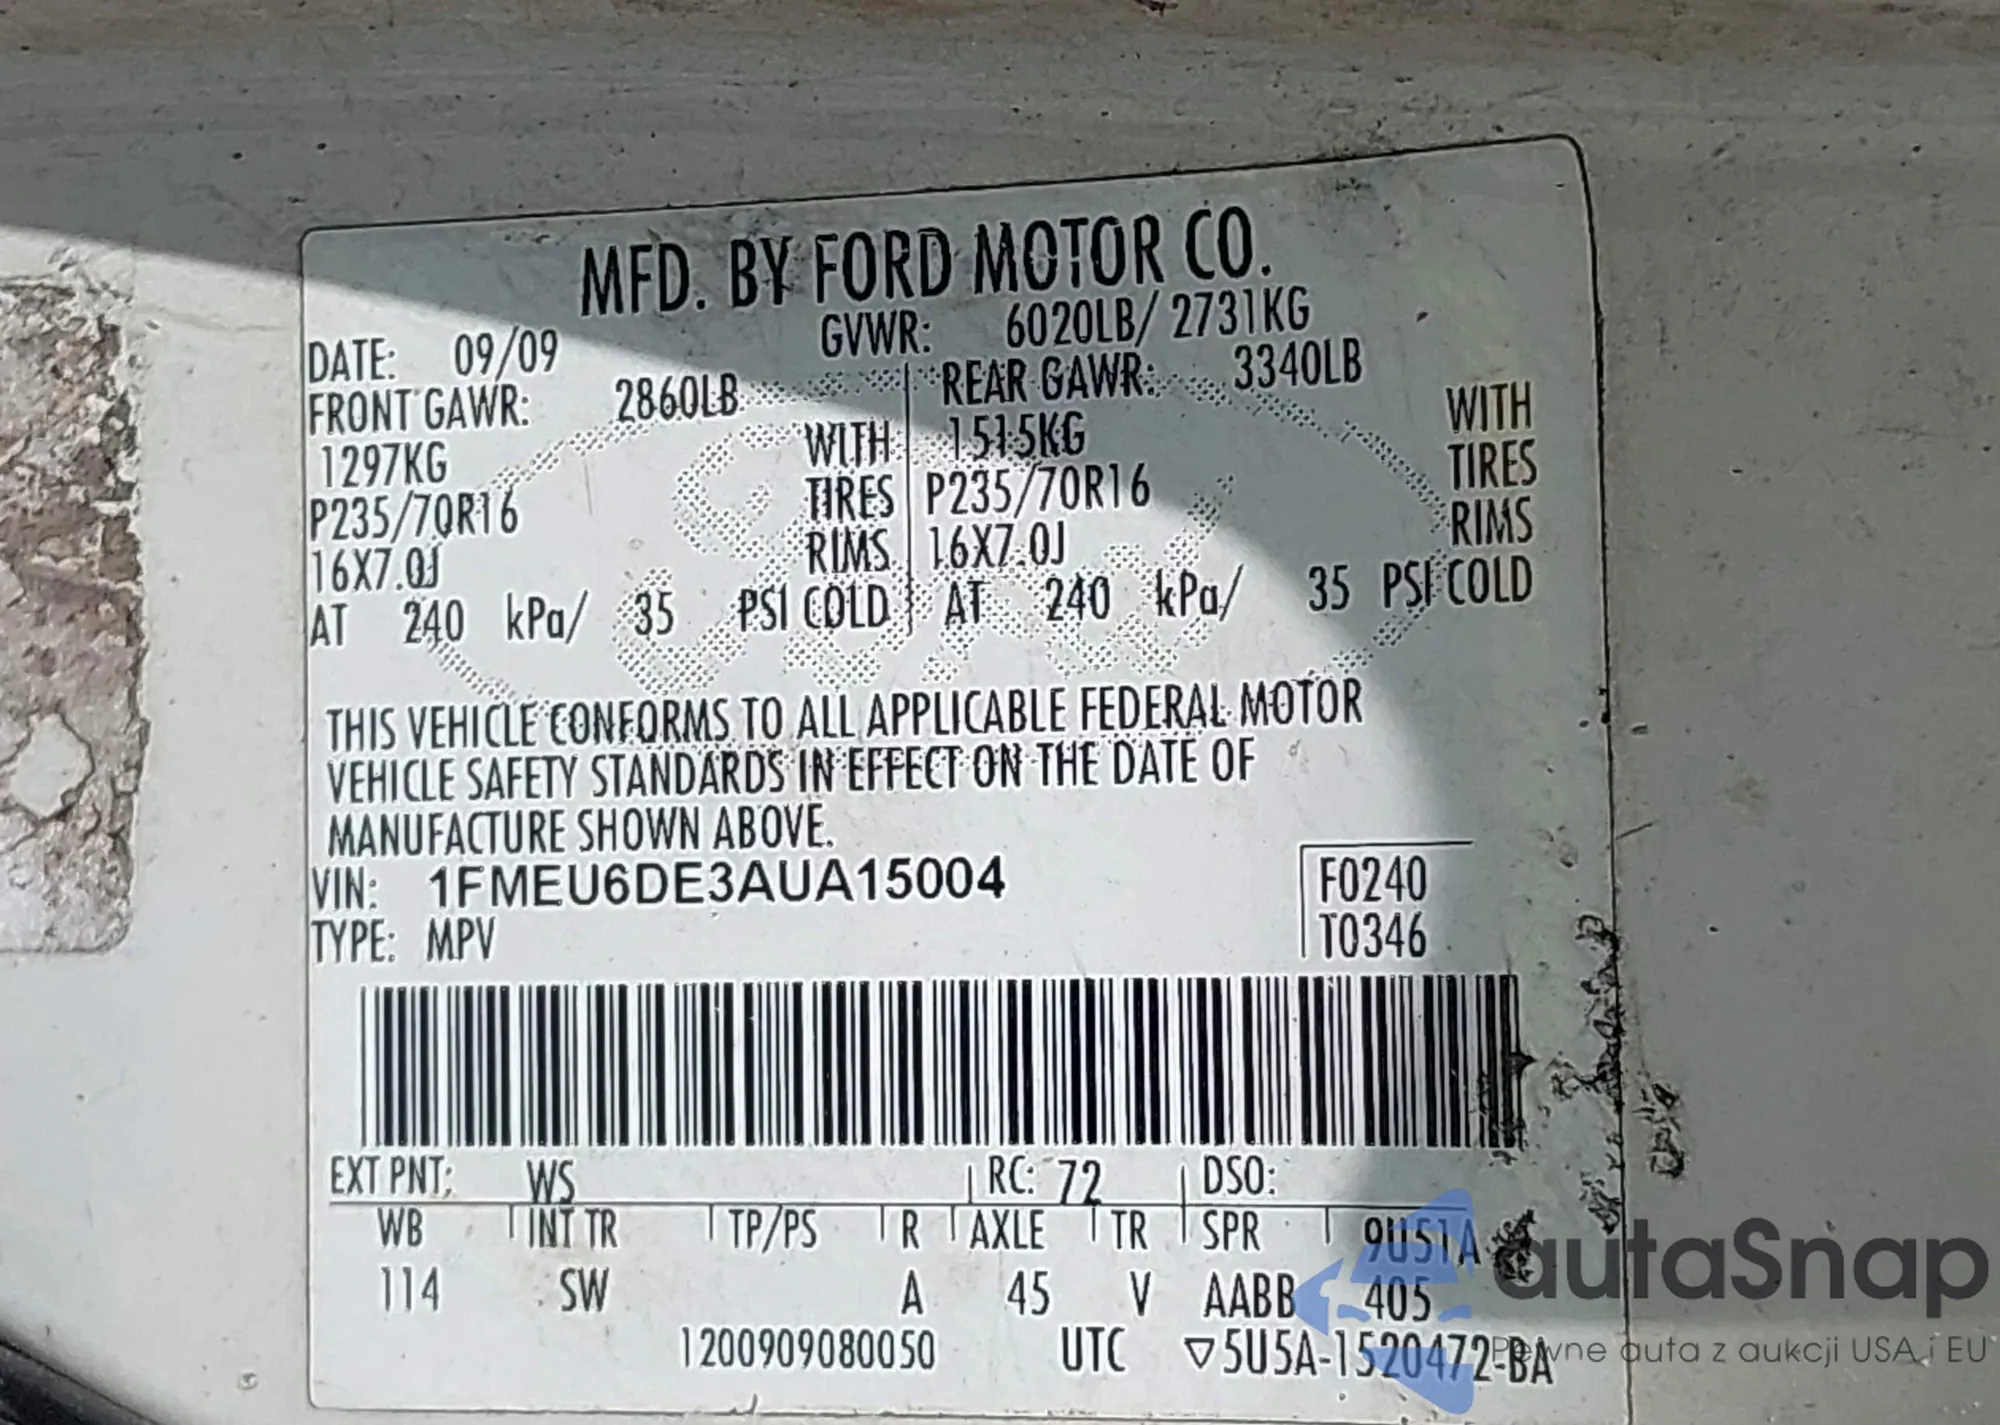 MFD. BY FORD MOTOR CO.
DATE: 09/09 GVWR: 6020LB/ 2731KG
FRONT GAWR: 2860LB REAR GAWR: 3340LB
1297KG WITH 1515KG WITH
P235/70R16 TIRES P235/70R16 TIRES
16X7.0J RIMS 16X7.0J RIMS
AT 240 kPa/ 35 PSI COLD AT 240 kPa/ 35 PSI COLD
THIS VEHICLE CONFORMS TO ALL APPLICABLE FEDERAL MOTOR
VEHICLE SAFETY STANDARDS IN EFFECT ON THE DATE OF
MANUFACTURE SHOWN ABOVE.
VIN: 1FMEU6DE3AUA15004 F0240
TYPE: MPV T0346
EXT PNT: WS RC: 72 DSO:
WB INT TR TP/PS R AXLE TR SPR 9U51A
114 SW A 45 V AABB 405
1200909080050 UTC ▽5U5A-1520472-BA
autaSnap
Pewne auta z aukcji USA i EU